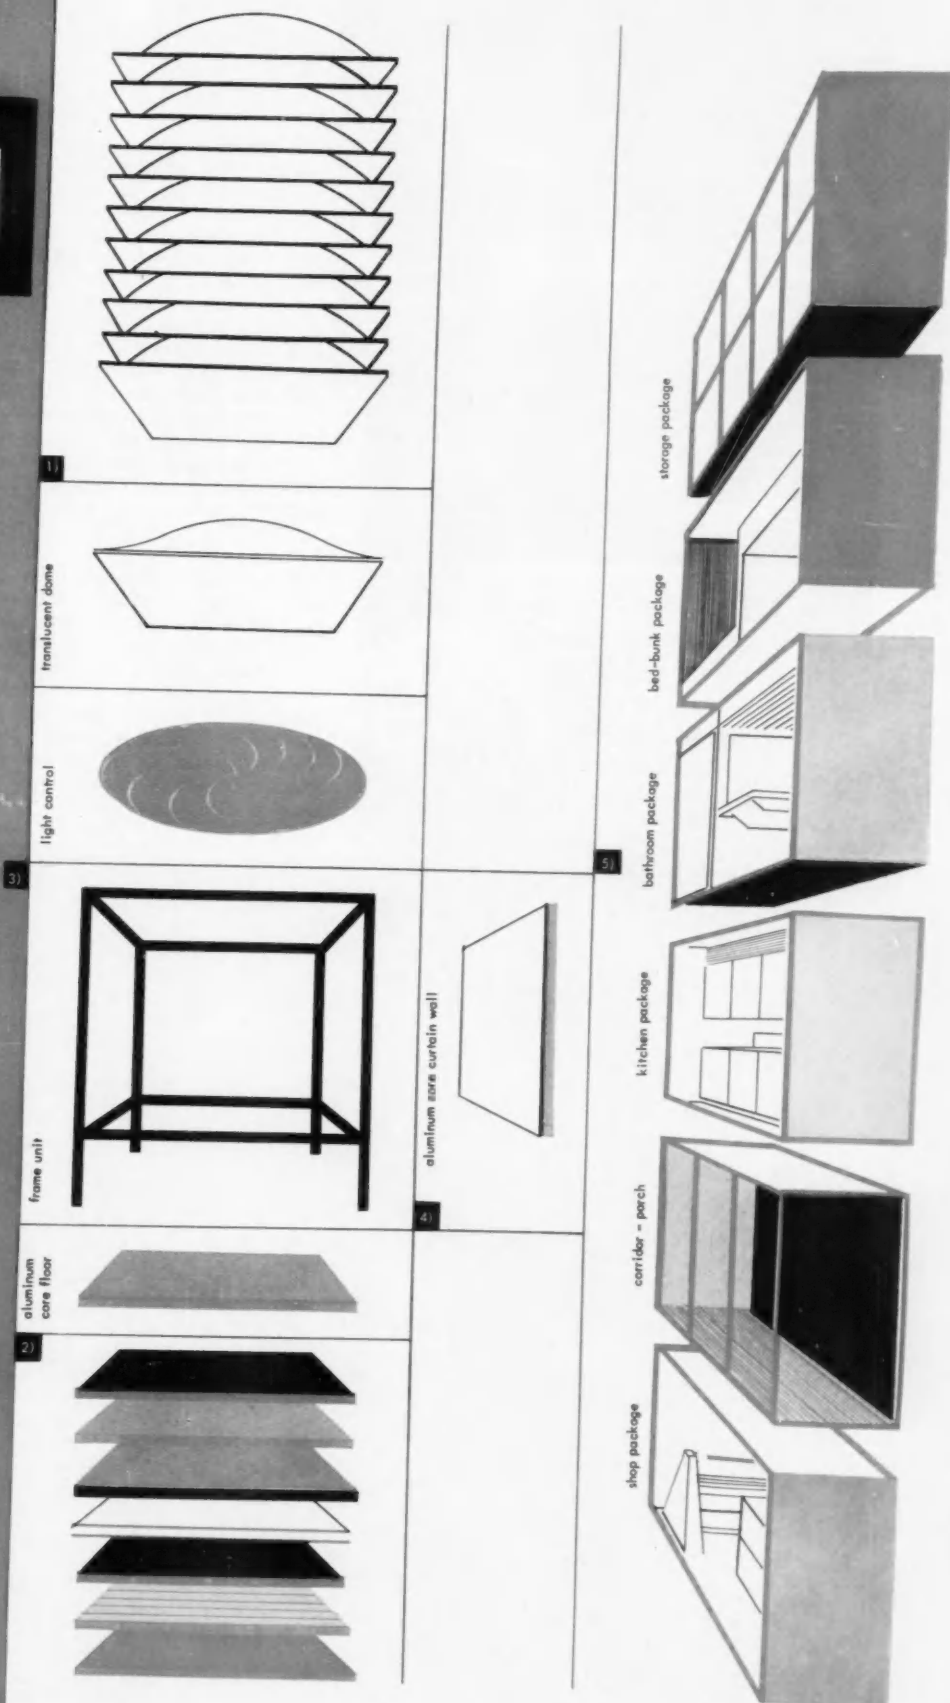 1)
translucent dome
light control
3)
frame unit
aluminum
core floor
2)
aluminum core curtain wall
4)
5)
storage package
bed-bunk package
bathroom package
kitchen package
corridor - porch
shop package